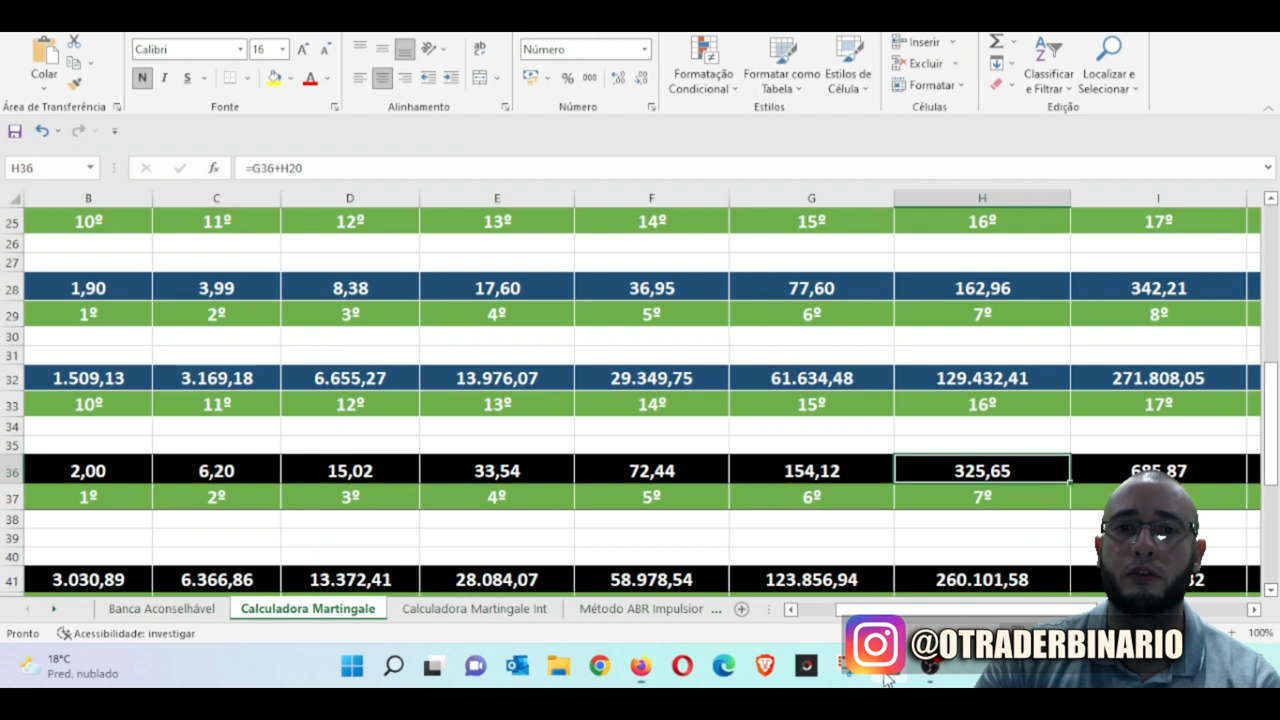 Colar
Área de Transferência
Calibri
16
N I S
Fonte
Alinhamento
Número
% 000
Número
Formatação Condicional
Formatar como Tabela
Estilos de Célula
Estilos
Inserir
Excluir
Formatar
Células
Classificar e Filtrar
Localizar e Selecionar
Edição
H36
fx
=G36+H20
B C D E F G H I
25 10º 11º 12º 13º 14º 15º 16º 17º
26
27
28 1,90 3,99 8,38 17,60 36,95 77,60 162,96 342,21
29 1º 2º 3º 4º 5º 6º 7º 8º
30
31
32 1.509,13 3.169,18 6.655,27 13.976,07 29.349,75 61.634,48 129.432,41 271.808,05
33 10º 11º 12º 13º 14º 15º 16º 17º
34
35
36 2,00 6,20 15,02 33,54 72,44 154,12 325,65
37 1º 2º 3º 4º 5º 6º 7º
38
39
40
41 3.030,89 6.366,86 13.372,41 28.084,07 58.978,54 123.856,94 260.101,58
Banca Aconselhável Calculadora Martingale Calculadora Martingale Int Método ABR Impulsior ...
Pronto Acessibilidade: investigar
100%
@OTRADERBINARIO
18°C
Pred. nublado